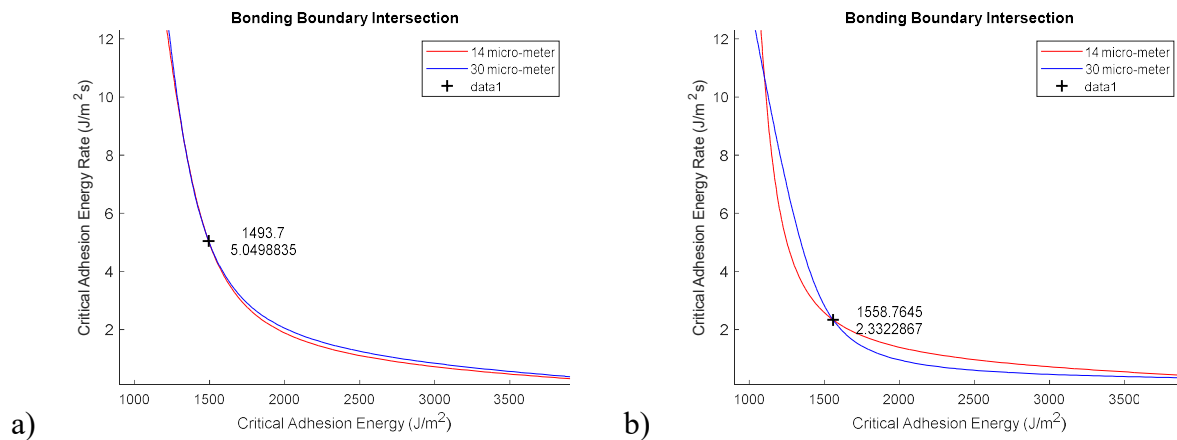 Bonding Boundary Intersection
12
10
8
6
4
2
Critical Adhesion Energy Rate (J/m² s)
14 micro-meter
30 micro-meter
data1
1493.7
5.0498835
1000 1500 2000 2500 3000 3500
Critical Adhesion Energy (J/m²)
a)
Bonding Boundary Intersection
12
10
8
6
4
2
Critical Adhesion Energy Rate (J/m² s)
14 micro-meter
30 micro-meter
data1
1558.7645
2.3322867
1000 1500 2000 2500 3000 3500
Critical Adhesion Energy (J/m²)
b)